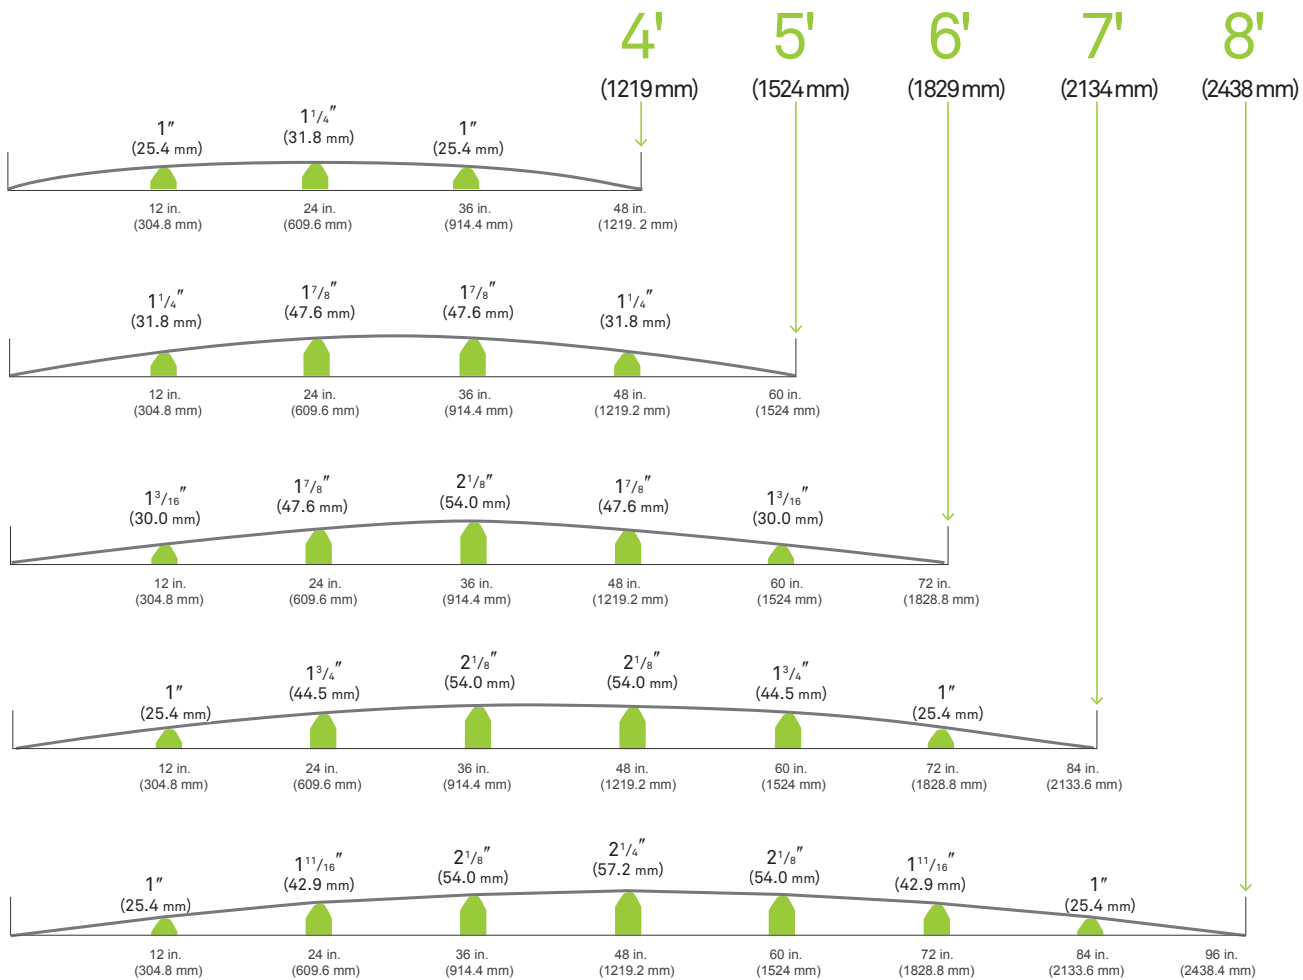 4' 5' 6' 7' 8'
(1219 mm) (1524 mm) (1829 mm) (2134 mm) (2438 mm)
1″ 1 1/4″ 1″
(25.4 mm) (31.8 mm) (25.4 mm)
12 in. 24 in. 36 in. 48 in.
(304.8 mm) (609.6 mm) (914.4 mm) (1219. 2 mm)
1 1/4″ 1 7/8″ 1 7/8″ 1 1/4″
(31.8 mm) (47.6 mm) (47.6 mm) (31.8 mm)
12 in. 24 in. 36 in. 48 in. 60 in.
(304.8 mm) (609.6 mm) (914.4 mm) (1219.2 mm) (1524 mm)
1 3/16″ 1 7/8″ 2 1/8″ 1 7/8″ 1 3/16″
(30.0 mm) (47.6 mm) (54.0 mm) (47.6 mm) (30.0 mm)
12 in. 24 in. 36 in. 48 in. 60 in. 72 in.
(304.8 mm) (609.6 mm) (914.4 mm) (1219.2 mm) (1524 mm) (1828.8 mm)
1″ 1 3/4″ 2 1/8″ 2 1/8″ 1 3/4″ 1″
(25.4 mm) (44.5 mm) (54.0 mm) (54.0 mm) (44.5 mm) (25.4 mm)
12 in. 24 in. 36 in. 48 in. 60 in. 72 in. 84 in.
(304.8 mm) (609.6 mm) (914.4 mm) (1219.2 mm) (1524 mm) (1828.8 mm) (2133.6 mm)
1″ 1 11/16″ 2 1/8″ 2 1/4″ 2 1/8″ 1 11/16″ 1″
(25.4 mm) (42.9 mm) (54.0 mm) (57.2 mm) (54.0 mm) (42.9 mm) (25.4 mm)
12 in. 24 in. 36 in. 48 in. 60 in. 72 in. 84 in. 96 in.
(304.8 mm) (609.6 mm) (914.4 mm) (1219.2 mm) (1524 mm) (1828.8 mm) (2133.6 mm) (2438.4 mm)